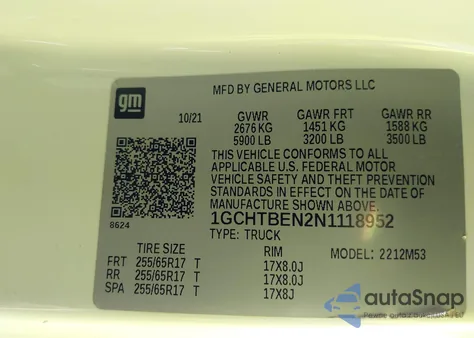 MFD BY GENERAL MOTORS LLC
gm
10/21 GVWR GAWR FRT GAWR RR
2676 KG 1451 KG 1588 KG
5900 LB 3200 LB 3500 LB
THIS VEHICLE CONFORMS TO ALL
APPLICABLE U.S. FEDERAL MOTOR
VEHICLE SAFETY AND THEFT PREVENTION
STANDARDS IN EFFECT ON THE DATE OF
MANUFACTURE SHOWN ABOVE.
1GCHTBEN2N1118952
8624
TYPE: TRUCK MODEL: 2212M53
TIRE SIZE RIM
FRT 255/65R17 T 17X8.0J
RR 255/65R17 T 17X8.0J
SPA 255/65R17 T 17X8J
autoSnap